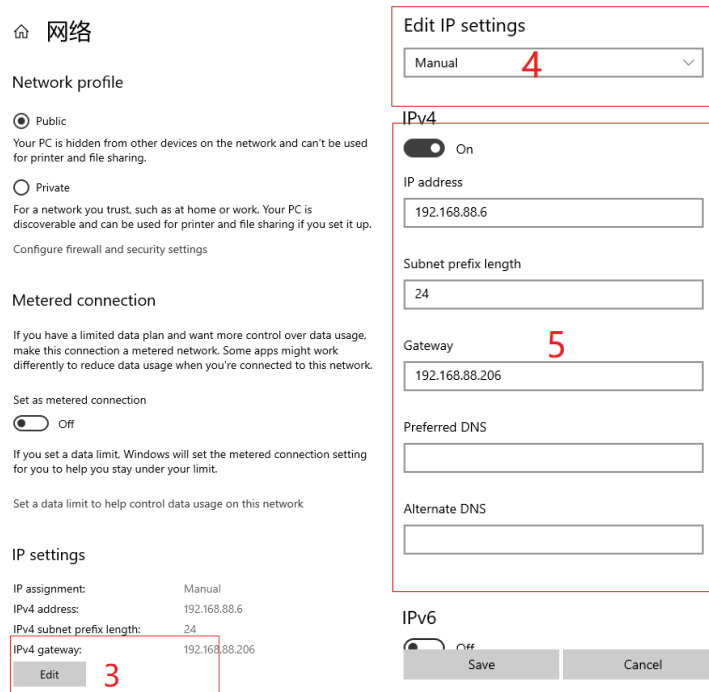 网络
Network profile
Public
Your PC is hidden from other devices on the network and can't be used
for printer and file sharing.
Private
For a network you trust, such as at home or work. Your PC is
discoverable and can be used for printer and file sharing if you set it up.
Configure firewall and security settings
Metered connection
If you have a limited data plan and want more control over data usage,
make this connection a metered network. Some apps might work
differently to reduce data usage when you're connected to this network.
Set as metered connection
Off
If you set a data limit, Windows will set the metered connection setting
for you to help you stay under your limit.
Set a data limit to help control data usage on this network
IP settings
IP assignment: Manual
IPv4 address: 192.168.88.6
IPv4 subnet prefix length: 24
IPv4 gateway: 192.168.88.206
Edit 3
Edit IP settings
Manual 4
IPv4
On
IP address
192.168.88.6
Subnet prefix length
24
Gateway 5
192.168.88.206
Preferred DNS
Alternate DNS
IPv6
Off
Save Cancel